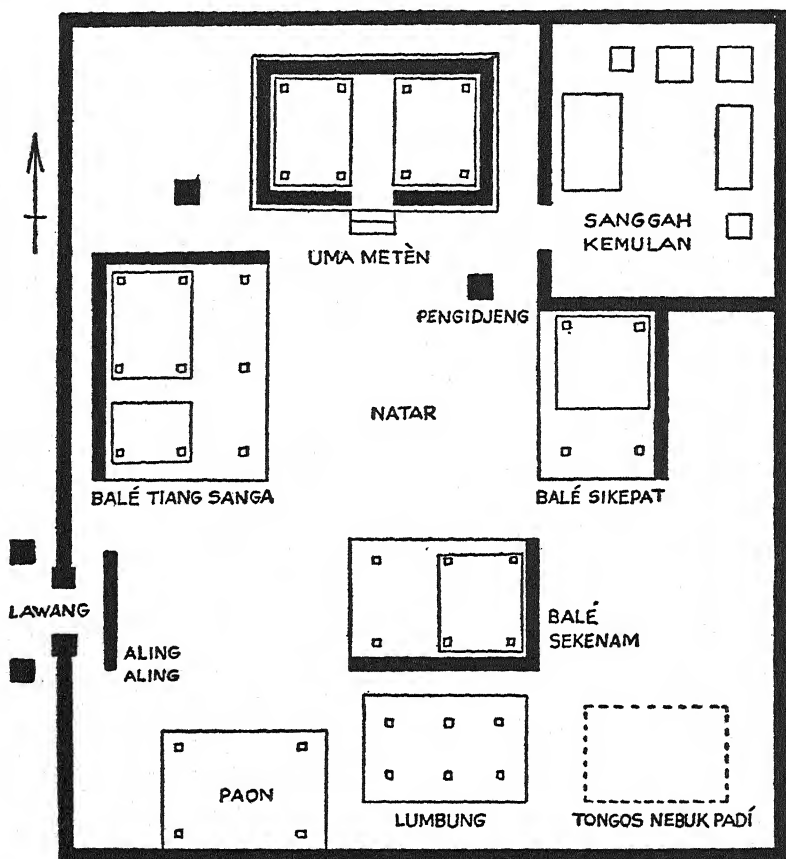 SANGGAH
KEMULAN
UMA METÈN
PENGIDJENG
NATAR
BALÉ TIANG SANGA
BALÉ SIKEPAT
LAWANG
ALING
ALING
BALÉ
SEKENAM
PAON
LUMBUNG
TONGOS NEBUK PADÍ